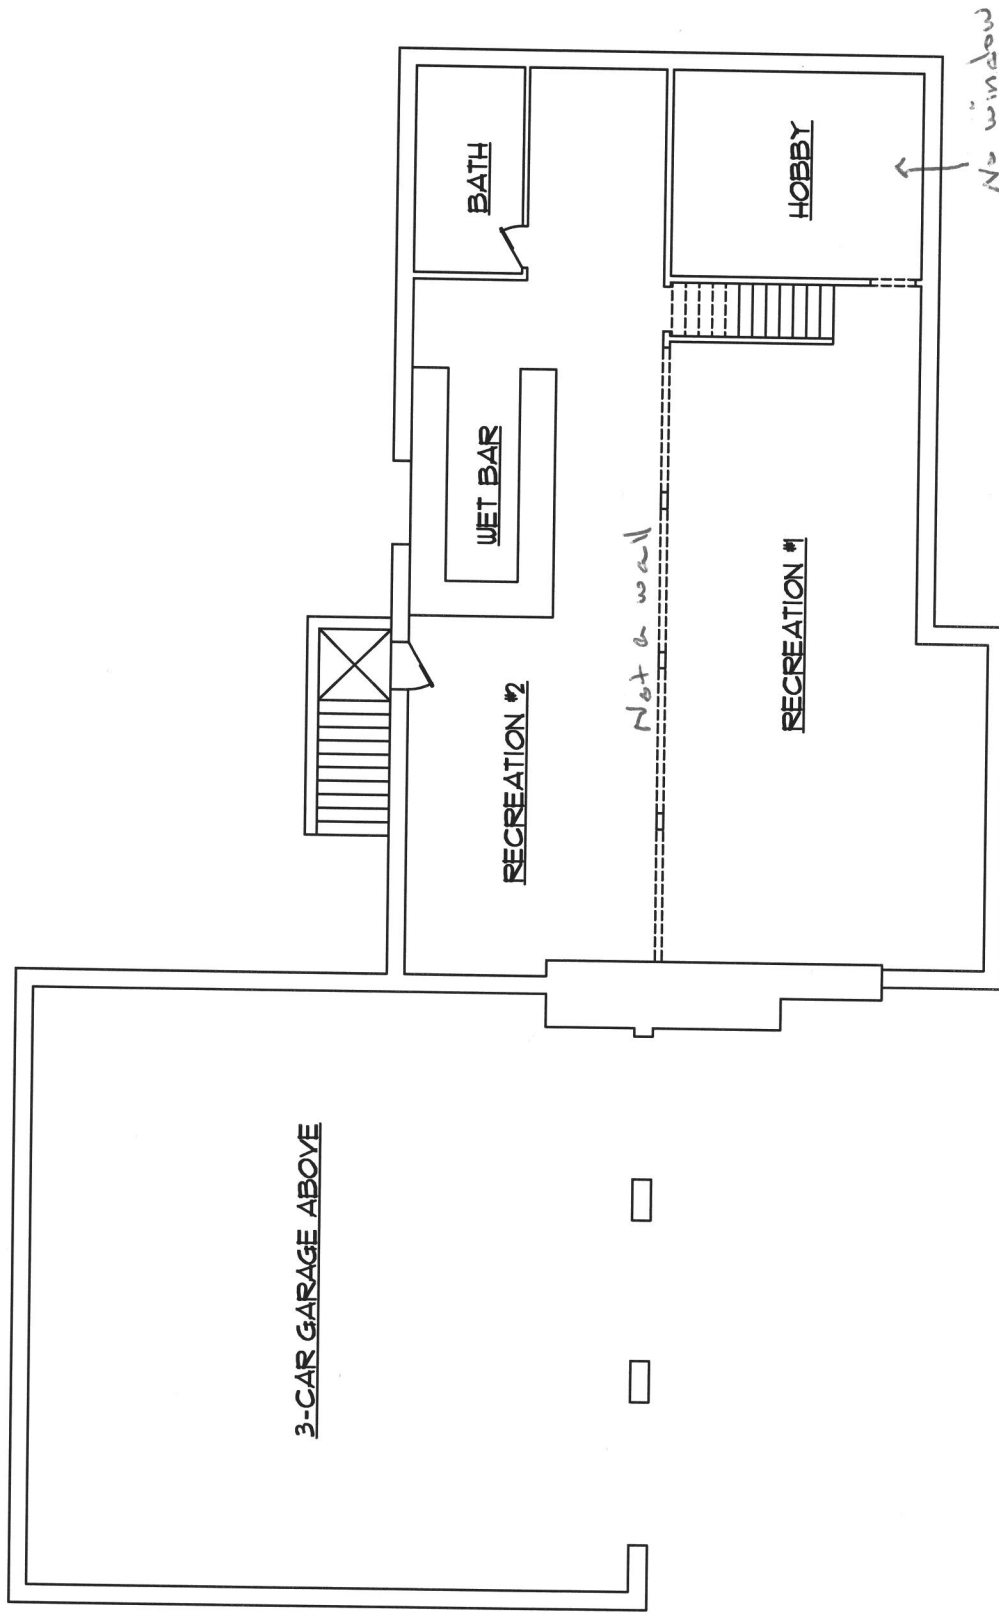 3-CAR GARAGE ABOVE
RECREATION #2
WET BAR
BATH
Not a wall
RECREATION #1
HOBBY
No window